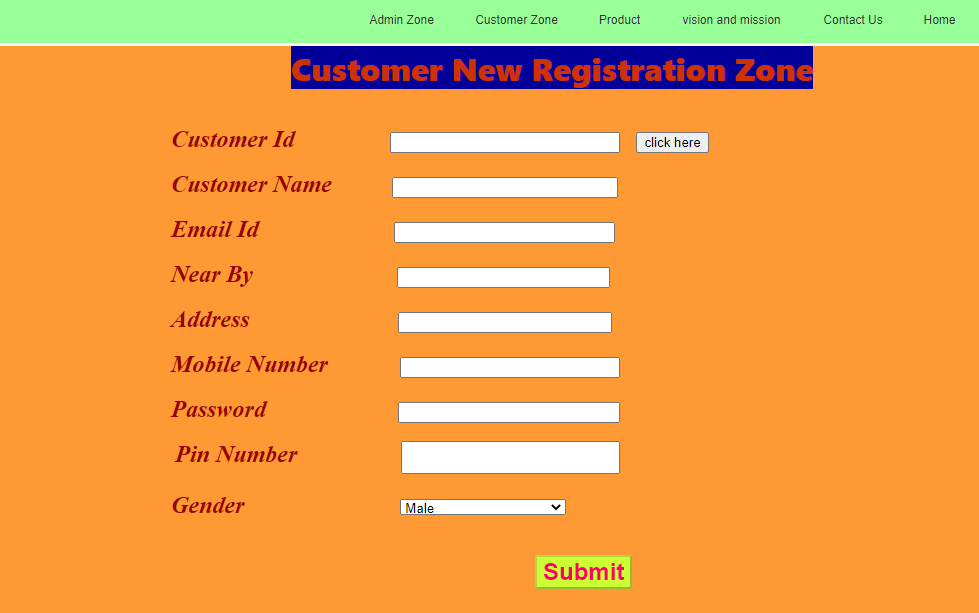 Admin Zone Customer Zone Product vision and mission Contact Us Home
Customer New Registration Zone
Customer Id click here
Customer Name
Email Id
Near By
Address
Mobile Number
Password
Pin Number
Gender Male
Submit